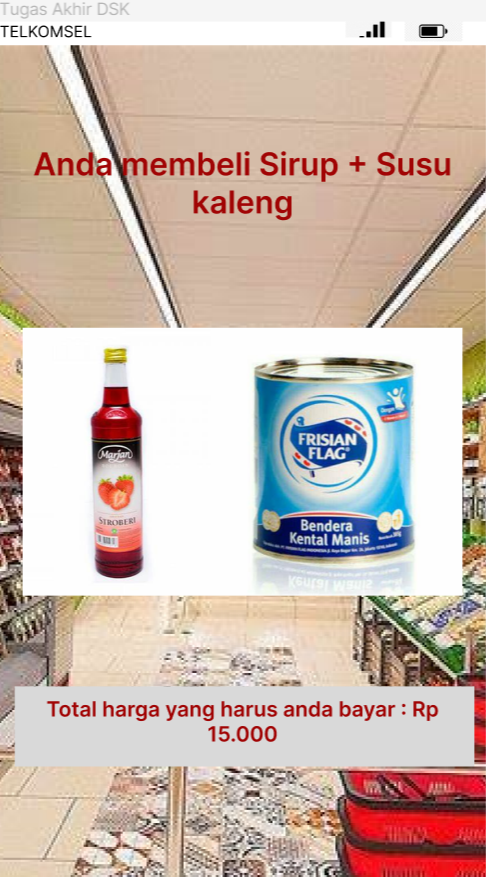 Tugas Akhir DSK
TELKOMSEL
Anda membeli Sirup + Susu
kaleng
Marjan
STROBERI
FRISIAN
FLAG
Bendera
Kental Manis
Total harga yang harus anda bayar : Rp
15.000